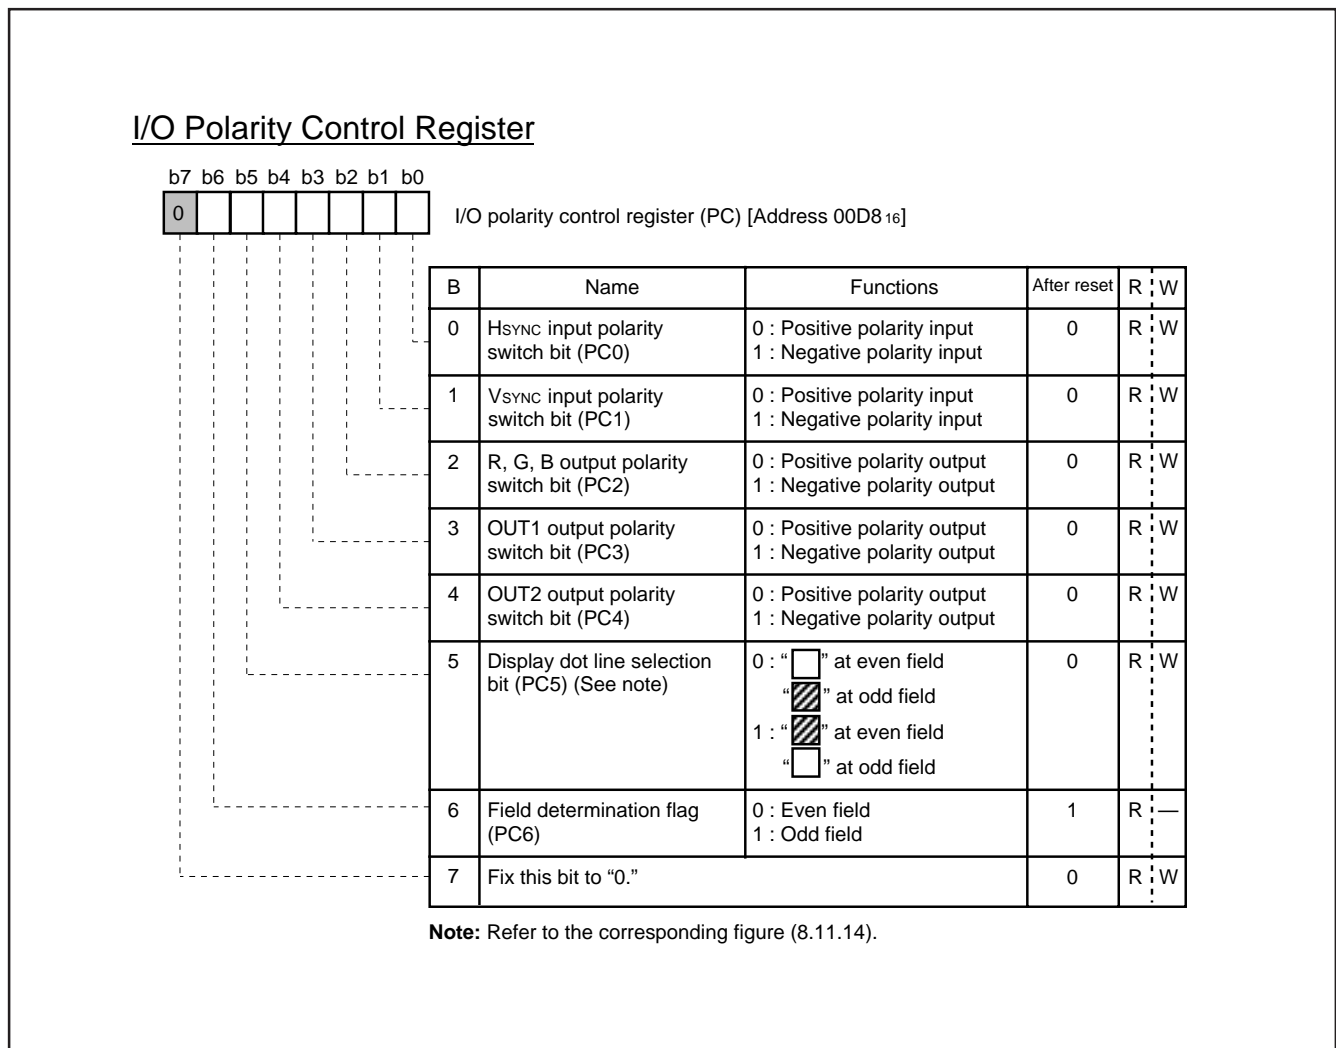 I/O Polarity Control Register
b7 b6 b5 b4 b3 b2 b1 b0
0
I/O polarity control register (PC) [Address 00D8 16]
B Name Functions After reset R W
0 HSYNC input polarity switch bit (PC0) 0 : Positive polarity input 0 R W
1 : Negative polarity input
1 VSYNC input polarity switch bit (PC1) 0 : Positive polarity input 0 R W
1 : Negative polarity input
2 R, G, B output polarity switch bit (PC2) 0 : Positive polarity output 0 R W
1 : Negative polarity output
3 OUT1 output polarity switch bit (PC3) 0 : Positive polarity output 0 R W
1 : Negative polarity output
4 OUT2 output polarity switch bit (PC4) 0 : Positive polarity output 0 R W
1 : Negative polarity output
5 Display dot line selection bit (PC5) (See note) 0 : “ ” at even field 0 R W
“ ” at odd field
1 : “ ” at even field
“ ” at odd field
6 Field determination flag (PC6) 0 : Even field 1 R —
1 : Odd field
7 Fix this bit to “0.” 0 R W
Note: Refer to the corresponding figure (8.11.14).